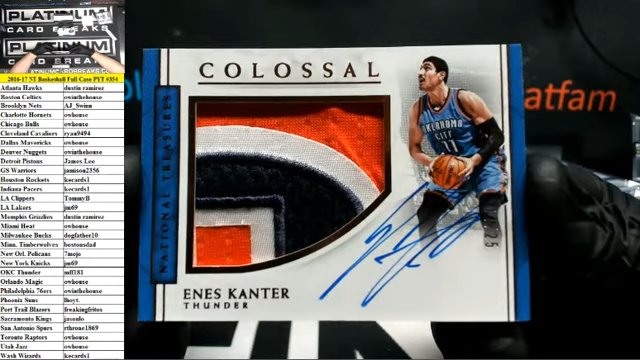 PLATINUM
CARD BREAKS
PLATINUM
2016-17 NT Basketball Full Case PYT #354
Atlanta Hawks dustin ramirez
Boston Celtics owinthehouse
Brooklyn Nets AJ_Swinn
Charlotte Hornets owhouse
Chicago Bulls owhouse
Cleveland Cavaliers ryan9494
Dallas Mavericks owhouse
Denver Nuggets owinthehouse
Detroit Pistons James Lee
GS Warriors jamison2356
Houston Rockets kecards1
Indiana Pacers kecards1
LA Clippers TommyB
LA Lakers jm69
Memphis Grizzlies dustin ramirez
Miami Heat owhouse
Milwaukee Bucks dogfather10
Minn. Timberwolves bostonsdad
New Orl. Pelicans 7mojo
New York Knicks jm69
OKC Thunder mff181
Orlando Magic owhouse
Philadelphia 76ers owinthehouse
Phoenix Suns lhoyt.
Port Trail Blazers freakingfritos
Sacramento Kings jasoulo
San Antonio Spurs rthrone1869
Toronto Raptors owhouse
Utah Jazz owhouse
Wash Wizards kecards1
COLOSSAL
NATIONAL TREASURES
OKLAHOMA
CITY
11
ENES KANTER
THUNDER
atfam